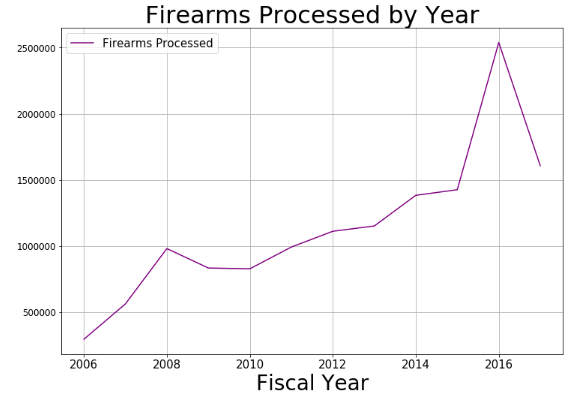 Firearms Processed by Year
Firearms Processed
2500000
2000000
1500000
1000000
500000
2006 2008 2010 2012 2014 2016
Fiscal Year